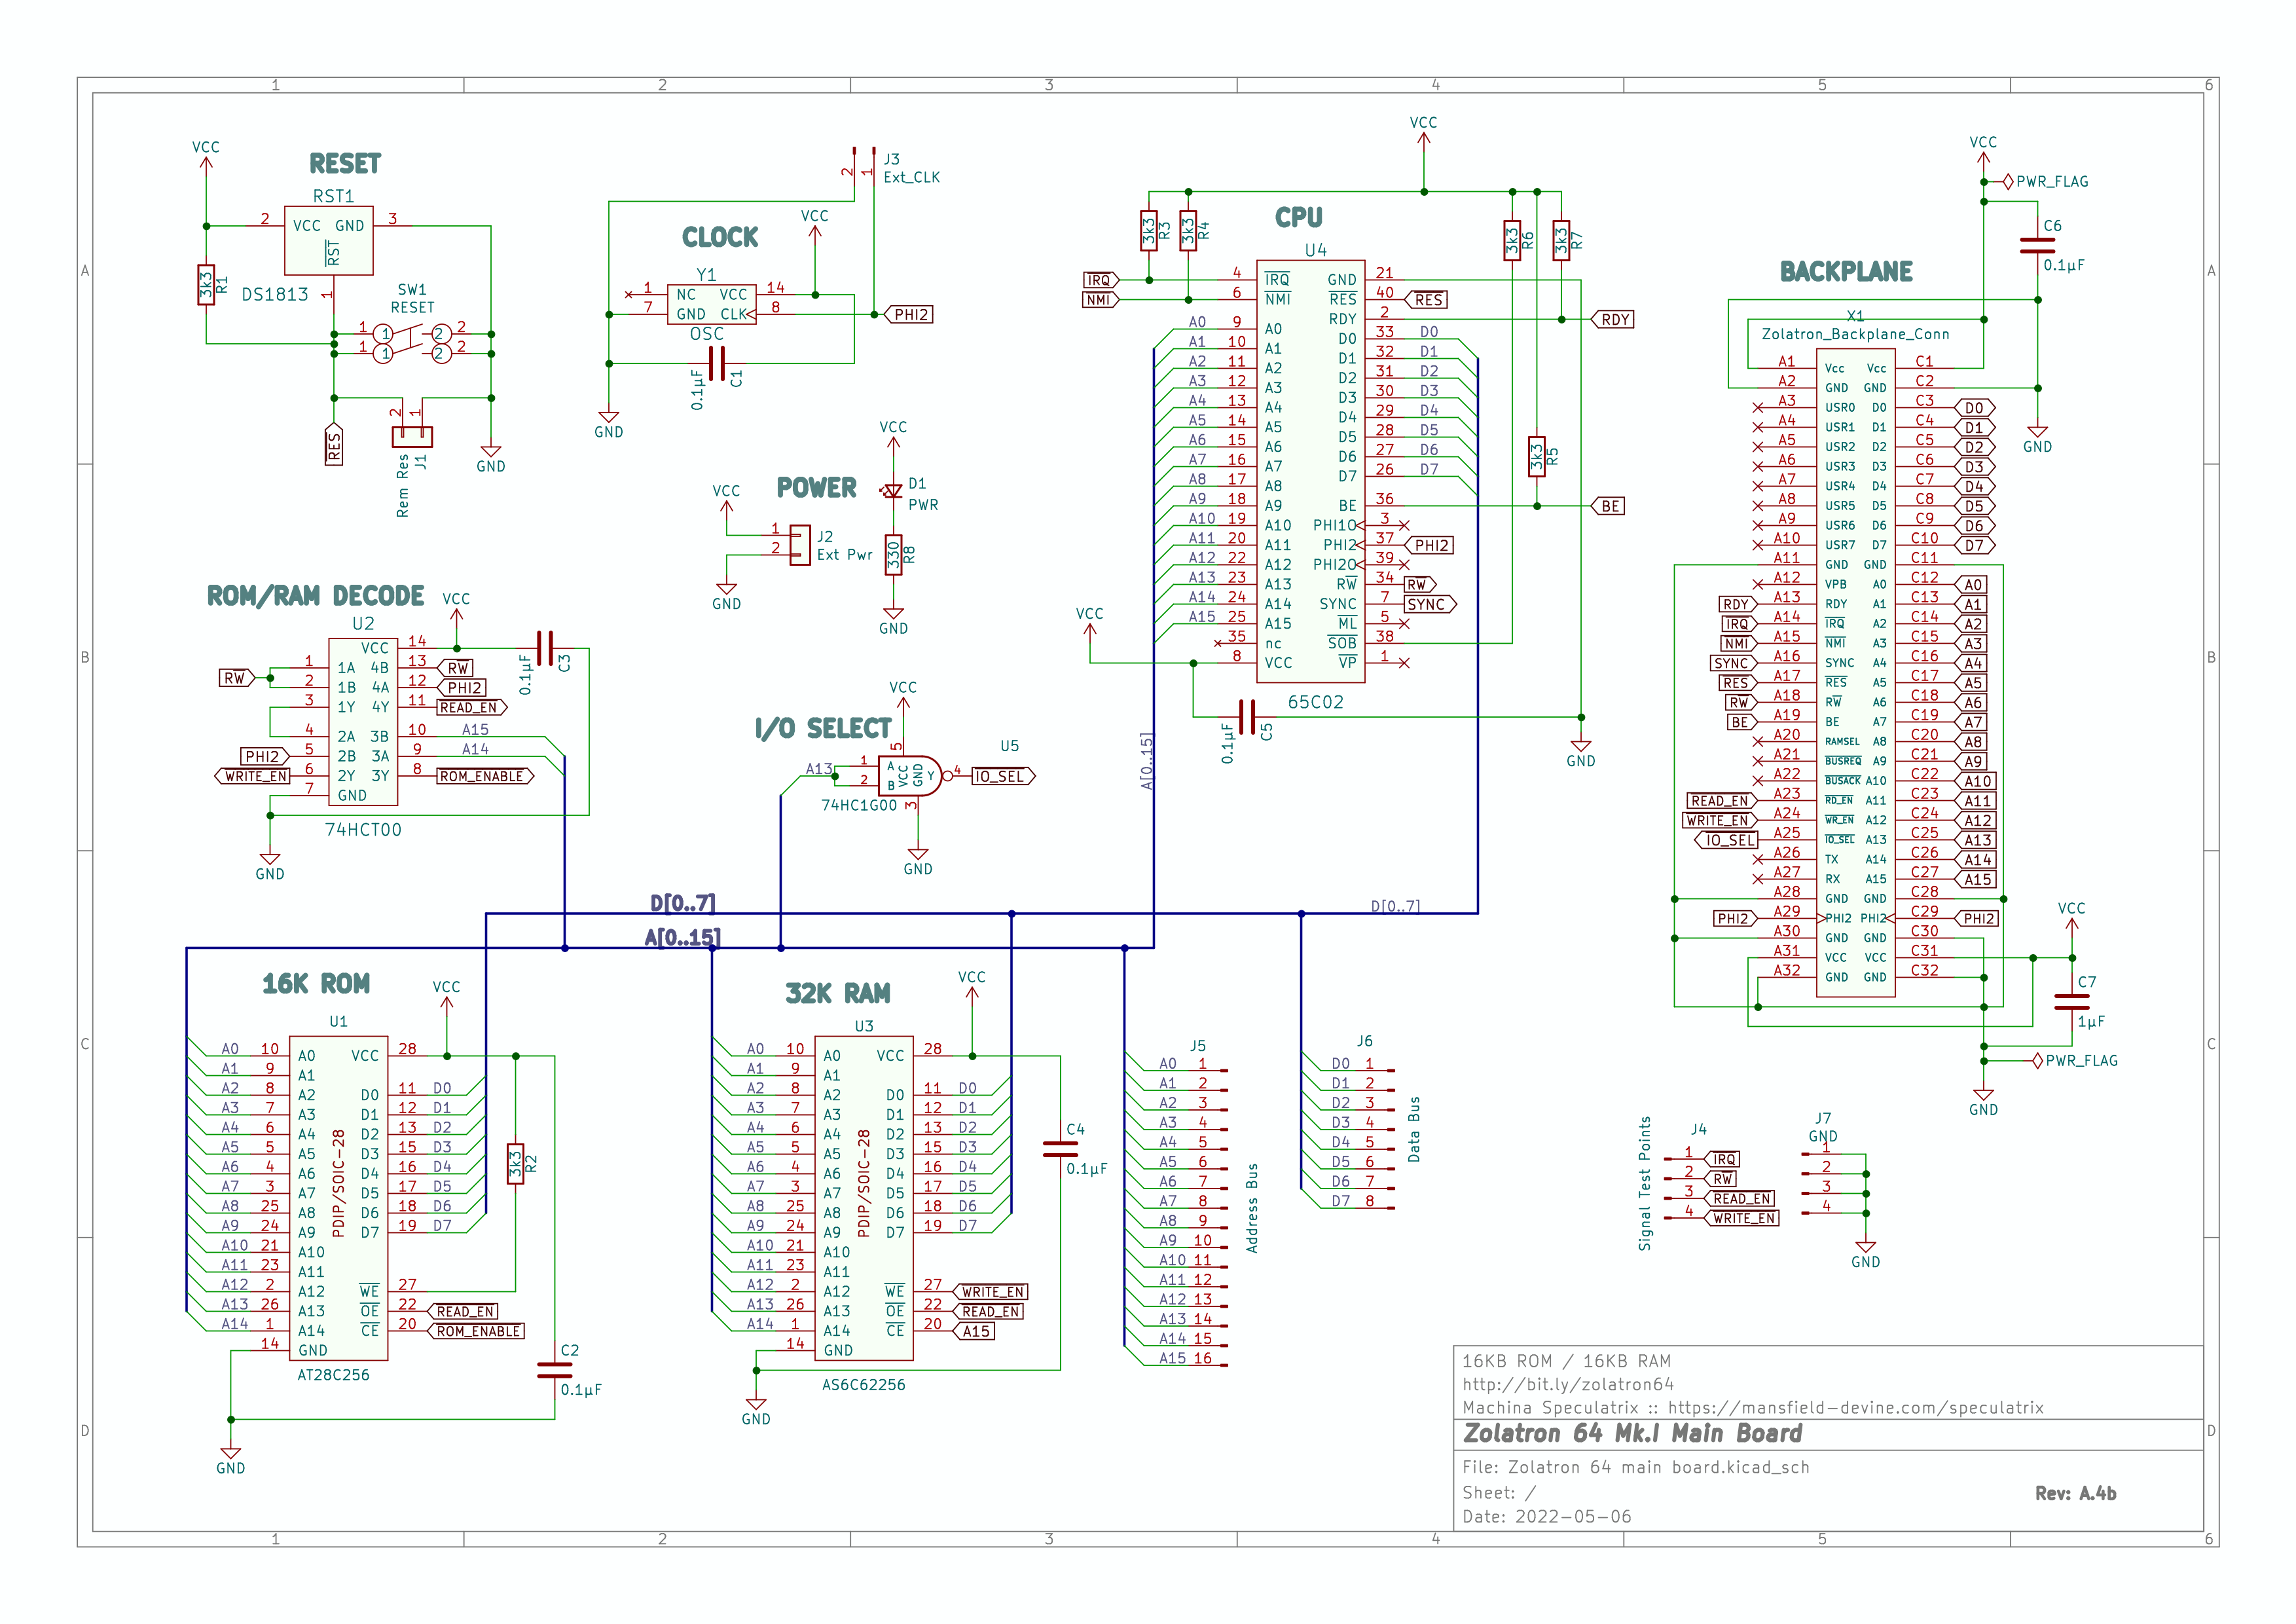 1 2 3 4 5 6
A
B
C
D
RESET
VCC
RST1
2 VCC GND 3
RST
1
DS1813
3k3 R1
SW1
RESET
1 1 2 2
1 1 2 2
2 1
RES
Rem Res
J1
GND
CLOCK
J3
Ext_CLK
2 1
VCC
Y1
1 NC VCC 14
7 GND CLK 8
OSC
PHI2
0.1µF C1
GND
POWER
VCC
1
2
J2
Ext Pwr
GND
VCC
D1
PWR
330 R8
GND
ROM/RAM DECODE
VCC
U2
VCC 14
1 1A 4B 13 RW
RW
2 1B 4A 12 PHI2
3 1Y 4Y 11 READ_EN
4 2A 3B 10 A15
PHI2 5 2B 3A 9 A14
WRITE_EN 6 2Y 3Y 8 ROM_ENABLE
7 GND
74HCT00
0.1µF C3
GND
I/O SELECT
VCC
U5
A13
1 A
2 B
5 VCC GND Y 4
IO_SEL
74HC1G00 3
GND
CPU
VCC
3k3 R3
3k3 R4
3k3 R6
3k3 R7
3k3 R5
U4
IRQ 4 IRQ GND 21
NMI 6 NMI RES 40 RES
RDY 2 RDY
A0 9 A0 D0 33 D0
A1 10 A1 D1 32 D1
A2 11 A2 D2 31 D2
A3 12 A3 D3 30 D3
A4 13 A4 D4 29 D4
A5 14 A5 D5 28 D5
A6 15 A6 D6 27 D6
A7 16 A7 D7 26 D7
A8 17 A8
A9 18 A9 BE 36 BE
A10 19 A10 PHI1O 3
A11 20 A11 PHI2 37 PHI2
A12 22 A12 PHI2O 39
A13 23 A13 RW 34 RW
A14 24 A14 SYNC 7 SYNC
A15 25 A15 ML 5
35 nc SOB 38
8 VCC VP 1
VCC
65C02
0.1µF C5
GND
A[0..15]
D[0..7]
D[0..7]
A[0..15]
BACKPLANE
VCC
PWR_FLAG
C6
0.1µF
X1
Zolatron_Backplane_Conn
GND
A1 Vcc Vcc C1
A2 GND GND C2
A3 USR0 D0 C3 D0
A4 USR1 D1 C4 D1
A5 USR2 D2 C5 D2
A6 USR3 D3 C6 D3
A7 USR4 D4 C7 D4
A8 USR5 D5 C8 D5
A9 USR6 D6 C9 D6
A10 USR7 D7 C10 D7
A11 GND GND C11
A12 VPB A0 C12 A0
RDY A13 RDY A1 C13 A1
IRQ A14 IRQ A2 C14 A2
NMI A15 NMI A3 C15 A3
SYNC A16 SYNC A4 C16 A4
RES A17 RES A5 C17 A5
RW A18 RW A6 C18 A6
BE A19 BE A7 C19 A7
A20 RAMSEL A8 C20 A8
A21 BUSREQ A9 C21 A9
A22 BUSACK A10 C22 A10
READ_EN A23 RD_EN A11 C23 A11
WRITE_EN A24 WR_EN A12 C24 A12
IO_SEL A25 IO_SEL A13 C25 A13
A26 TX A14 C26 A14
A27 RX A15 C27 A15
A28 GND GND C28
PHI2 A29 PHI2 PHI2 C29 PHI2
A30 GND GND C30
A31 VCC VCC C31
A32 GND GND C32
VCC
C7
1µF
PWR_FLAG
GND
16K ROM
VCC
U1
A0 10 A0 VCC 28
A1 9 A1
A2 8 A2 D0 11 D0
A3 7 A3 D1 12 D1
A4 6 A4 D2 13 D2
A5 5 A5 D3 15 D3
A6 4 A6 D4 16 D4
A7 3 A7 D5 17 D5
A8 25 A8 D6 18 D6
A9 24 A9 D7 19 D7
A10 21 A10
A11 23 A11
A12 2 A12 WE 27
A13 26 A13 OE 22 READ_EN
A14 1 A14 CE 20 ROM_ENABLE
14 GND
PDIP/SOIC-28
AT28C256
3k3 R2
C2
0.1µF
GND
32K RAM
VCC
U3
A0 10 A0 VCC 28
A1 9 A1
A2 8 A2 D0 11 D0
A3 7 A3 D1 12 D1
A4 6 A4 D2 13 D2
A5 5 A5 D3 15 D3
A6 4 A6 D4 16 D4
A7 3 A7 D5 17 D5
A8 25 A8 D6 18 D6
A9 24 A9 D7 19 D7
A10 21 A10
A11 23 A11
A12 2 A12 WE 27 WRITE_EN
A13 26 A13 OE 22 READ_EN
A14 1 A14 CE 20 A15
14 GND
PDIP/SOIC-28
AS6C62256
C4
0.1µF
GND
J5
A0 1
A1 2
A2 3
A3 4
A4 5
A5 6
A6 7
A7 8
A8 9
A9 10
A10 11
A11 12
A12 13
A13 14
A14 15
A15 16
Address Bus
J6
D0 1
D1 2
D2 3
D3 4
D4 5
D5 6
D6 7
D7 8
Data Bus
J4
1 IRQ
2 RW
3 READ_EN
4 WRITE_EN
Signal Test Points
J7
GND
1
2
3
4
GND
16KB ROM / 16KB RAM
http://bit.ly/zolatron64
Machina Speculatrix :: https://mansfield-devine.com/speculatrix
Zolatron 64 Mk.I Main Board
File: Zolatron 64 main board.kicad_sch
Sheet: /
Rev: A.4b
Date: 2022-05-06
A
B
C
D
1 2 3 4 5 6